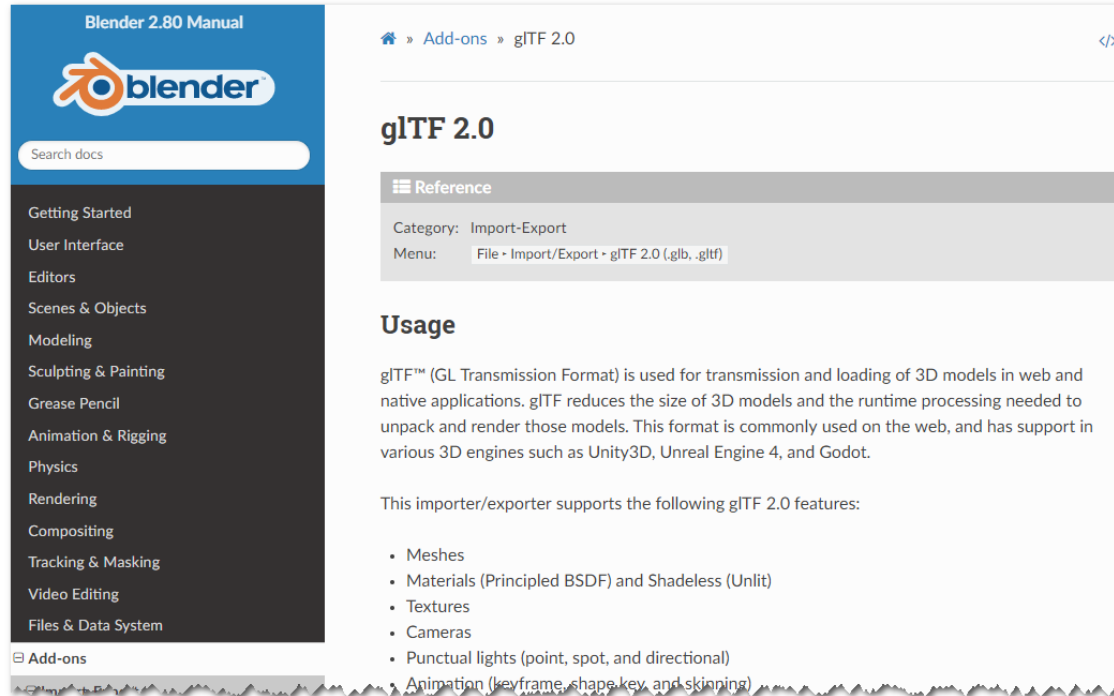 Blender 2.80 Manual
blender™
Search docs
Getting Started
User Interface
Editors
Scenes & Objects
Modeling
Sculpting & Painting
Grease Pencil
Animation & Rigging
Physics
Rendering
Compositing
Tracking & Masking
Video Editing
Files & Data System
Add-ons
» Add-ons » glTF 2.0
glTF 2.0
Reference
Category: Import-Export
Menu: File ‣ Import/Export ‣ glTF 2.0 (.glb, .gltf)
Usage
glTF™ (GL Transmission Format) is used for transmission and loading of 3D models in web and
native applications. glTF reduces the size of 3D models and the runtime processing needed to
unpack and render those models. This format is commonly used on the web, and has support in
various 3D engines such as Unity3D, Unreal Engine 4, and Godot.
This importer/exporter supports the following glTF 2.0 features:
• Meshes
• Materials (Principled BSDF) and Shadeless (Unlit)
• Textures
• Cameras
• Punctual lights (point, spot, and directional)
• Animation (keyframe, shape key, and skinning)